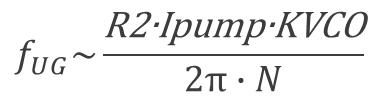 f_UG ~ R2·Ipump·KVCO / 2π · N